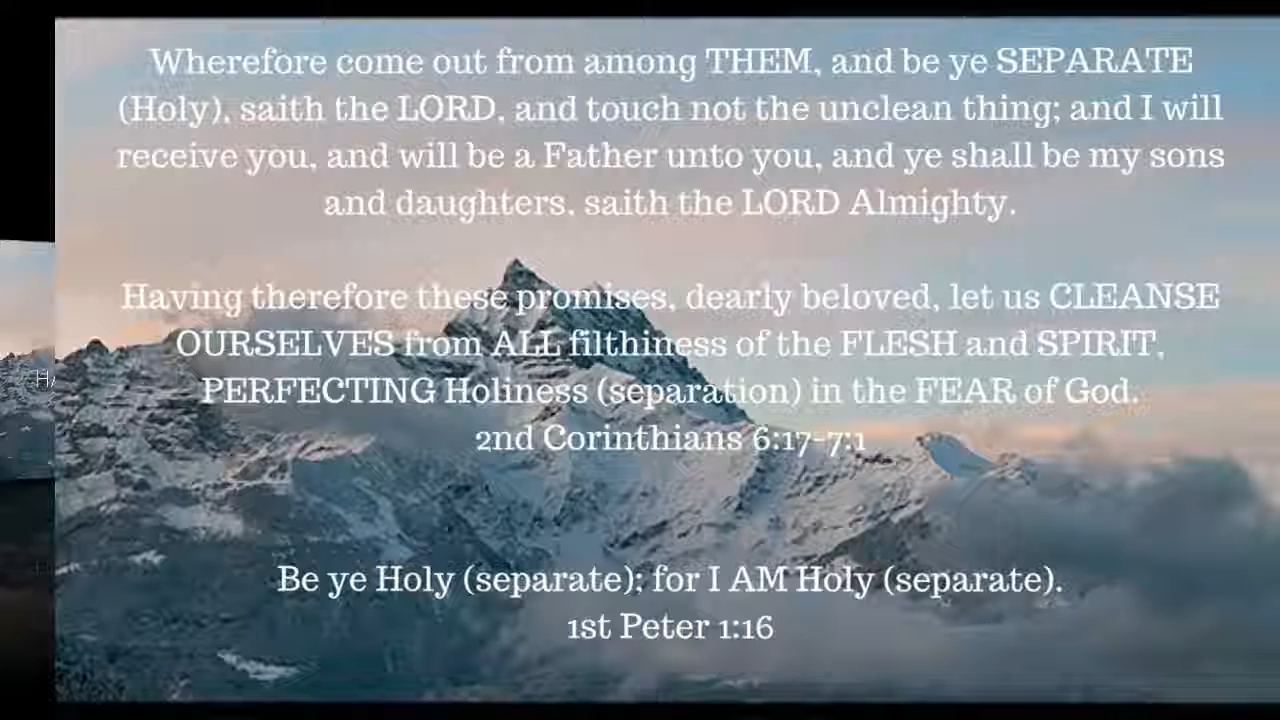 Wherefore come out from among THEM, and be ye SEPARATE
(Holy), saith the LORD, and touch not the unclean thing; and I will
receive you, and will be a Father unto you, and ye shall be my sons
and daughters, saith the LORD Almighty.
Having therefore these promises, dearly beloved, let us CLEANSE
OURSELVES from ALL filthiness of the FLESH and SPIRIT,
PERFECTING Holiness (separation) in the FEAR of God.
2nd Corinthians 6:17-7:1
Be ye Holy (separate); for I AM Holy (separate).
1st Peter 1:16